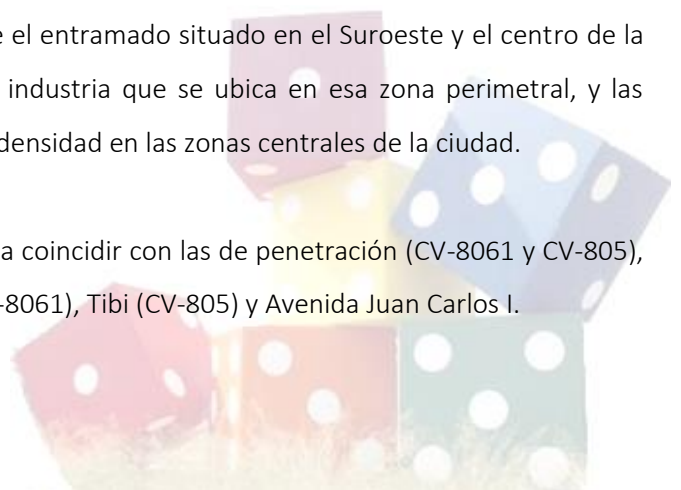 e el entramado situado en el Suroeste y el centro de la
industria que se ubica en esa zona perimetral, y las
densidad en las zonas centrales de la ciudad.
a coincidir con las de penetración (CV-8061 y CV-805),
-8061), Tibi (CV-805) y Avenida Juan Carlos I.